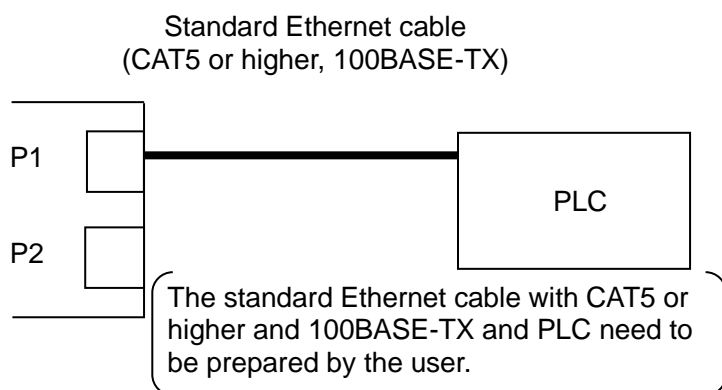 Standard Ethernet cable
(CAT5 or higher, 100BASE-TX)
P1
PLC
P2
The standard Ethernet cable with CAT5 or
higher and 100BASE-TX and PLC need to
be prepared by the user.